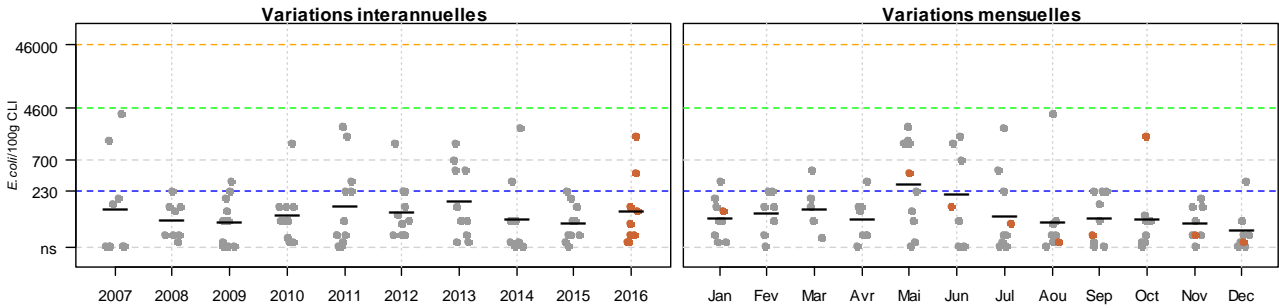 Variations interannuelles
Variations mensuelles
E.coli/100g CLI
46000
4600
700
230
ns
2007 2008 2009 2010 2011 2012 2013 2014 2015 2016
Jan Fev Mar Avr Mai Jun Jul Aou Sep Oct Nov Dec